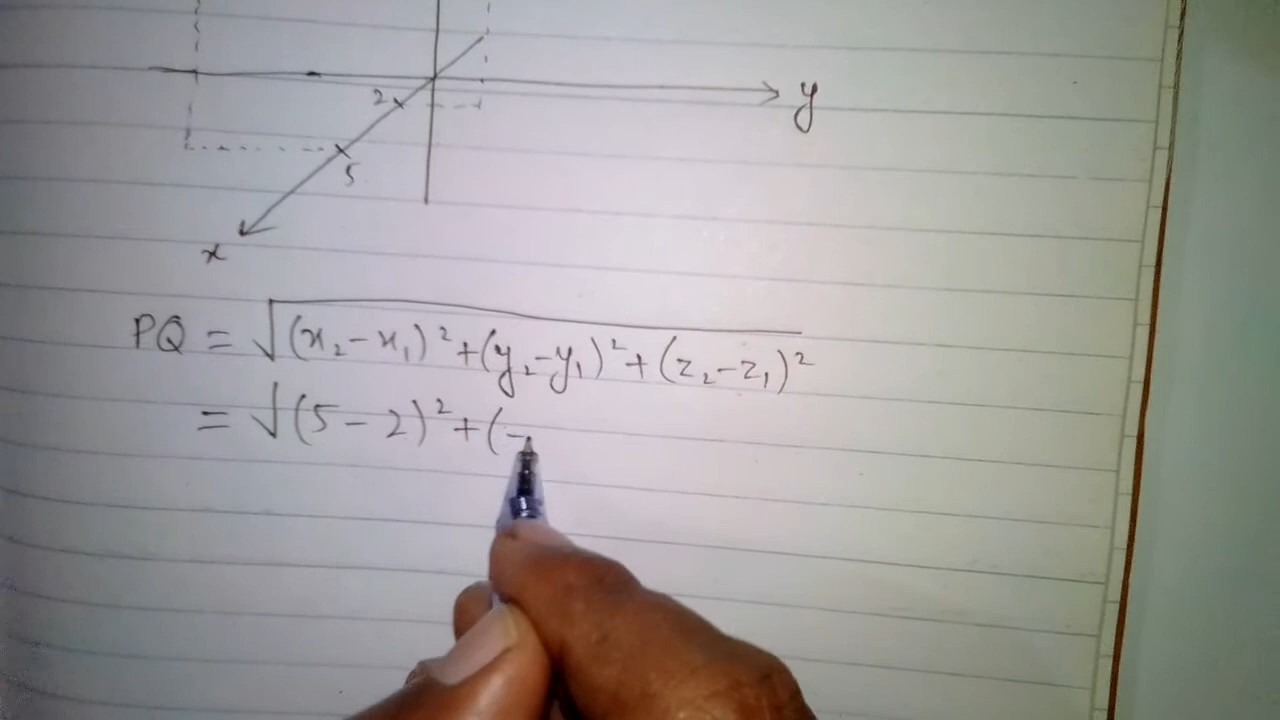 y
2
5
x
PQ = √(x₂-x₁)²+(y₂-y₁)²+(z₂-z₁)²
= √(5-2)²+(-